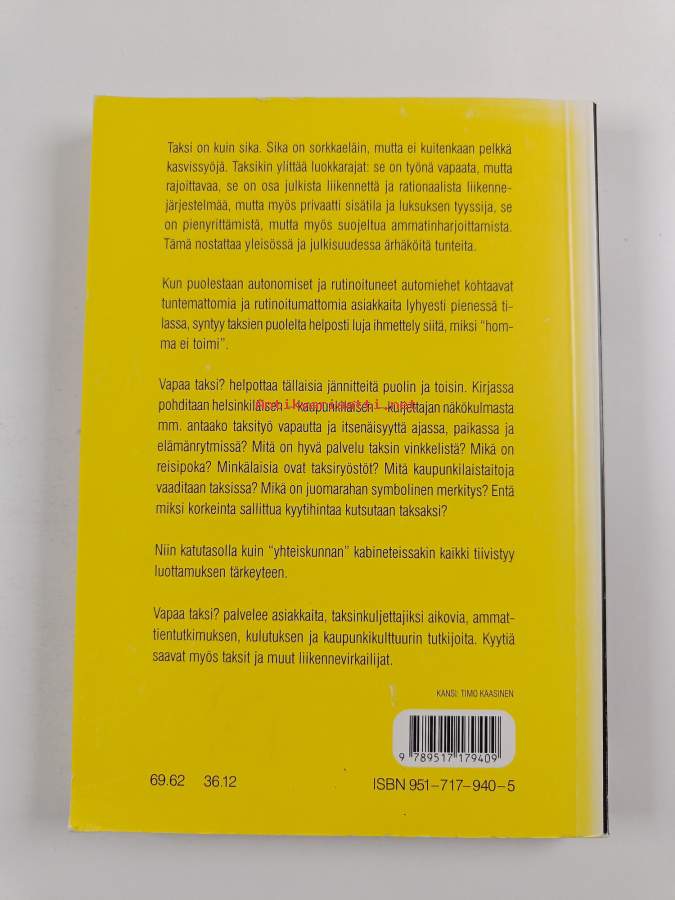 Taksi on kuin sika. Sika on sorkkaeläin, mutta ei kuitenkaan pelkkä
kasvissyöjä. Taksikin ylittää luokkarajat: se on työnä vapaata, mutta
rajoittavaa, se on osa julkista liikennettä ja rationaalista liikenne-
järjestelmää, mutta myös privaatti sisätila ja luksuksen tyyssija, se
on pienyrittämistä, mutta myös suojeltua ammatinharjoittamista.
Tämä nostattaa yleisössä ja julkisuudessa ärhäköitä tunteita.
Kun puolestaan autonomiset ja rutinoituneet automiehet kohtaavat
tuntemattomia ja rutinoitumattomia asiakkaita lyhyesti pienessä ti-
lassa, syntyy taksien puolelta helposti luja ihmettely siitä, miksi "hom-
ma ei toimi".
Vapaa taksi? helpottaa tällaisia jännitteitä puolin ja toisin. Kirjassa
pohditaan helsinkiläisen – kaupunkilaisen – kuljettajan näkökulmasta
Antikvariaatti.net
mm. antaako taksityö vapautta ja itsenäisyyttä ajassa, paikassa ja
elämänrytmissä? Mitä on hyvä palvelu taksin vinkkelistä? Mikä on
reisipoka? Minkälaisia ovat taksiryöstöt? Mitä kaupunkilaistaitoja
vaaditaan taksissa? Mikä on juomarahan symbolinen merkitys? Entä
miksi korkeinta sallittua kyytihintaa kutsutaan taksaksi?
Niin katutasolla kuin "yhteiskunnan" kabineteissakin kaikki tiivistyy
luottamuksen tärkeyteen.
Vapaa taksi? palvelee asiakkaita, taksinkuljettajiksi aikovia, ammat-
tientutkimuksen, kulutuksen ja kaupunkikulttuurin tutkijoita. Kyytiä
saavat myös taksit ja muut liikennevirkailijat.
KANSI: TIMO KAASINEN
9 789517 179409
69.62 36.12
ISBN 951–717–940–5